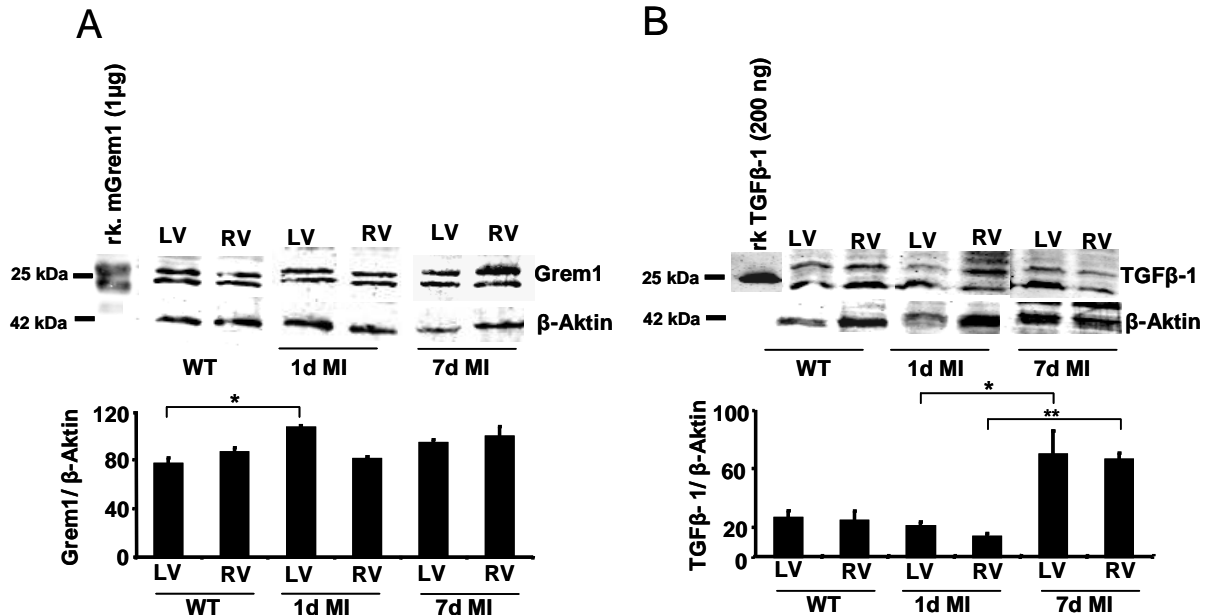 A
rk. mGrem1 (1µg)
LV RV LV RV LV RV
25 kDa Grem1
42 kDa β-Aktin
WT 1d MI 7d MI
*
Grem1/ β-Aktin
120
80
40
0
LV RV LV RV LV RV
WT 1d MI 7d MI
B
rk TGFβ-1 (200 ng)
LV RV LV RV LV RV
25 kDa TGFβ-1
42 kDa β-Aktin
WT 1d MI 7d MI
*
**
TGFβ- 1/ β-Aktin
100
60
20
0
LV RV LV RV LV RV
WT 1d MI 7d MI